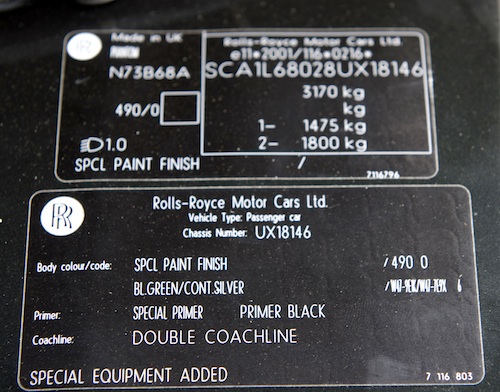 RR
Made in UK
Rolls-Royce Motor Cars Ltd.
e11*2001/116*0216*
N73B68A
SCA1L68028UX18146
3170 kg
490/0
kg
1.0
1- 1475 kg
2- 1800 kg
SPCL PAINT FINISH /
7116796
RR
Rolls-Royce Motor Cars Ltd.
Vehicle Type: Passenger car
Chassis Number: UX18146
Body colour/code: SPCL PAINT FINISH / 490 0
BL.GREEN/CONT.SILVER
Primer: SPECIAL PRIMER PRIMER BLACK
Coachline: DOUBLE COACHLINE
SPECIAL EQUIPMENT ADDED
7 116 803